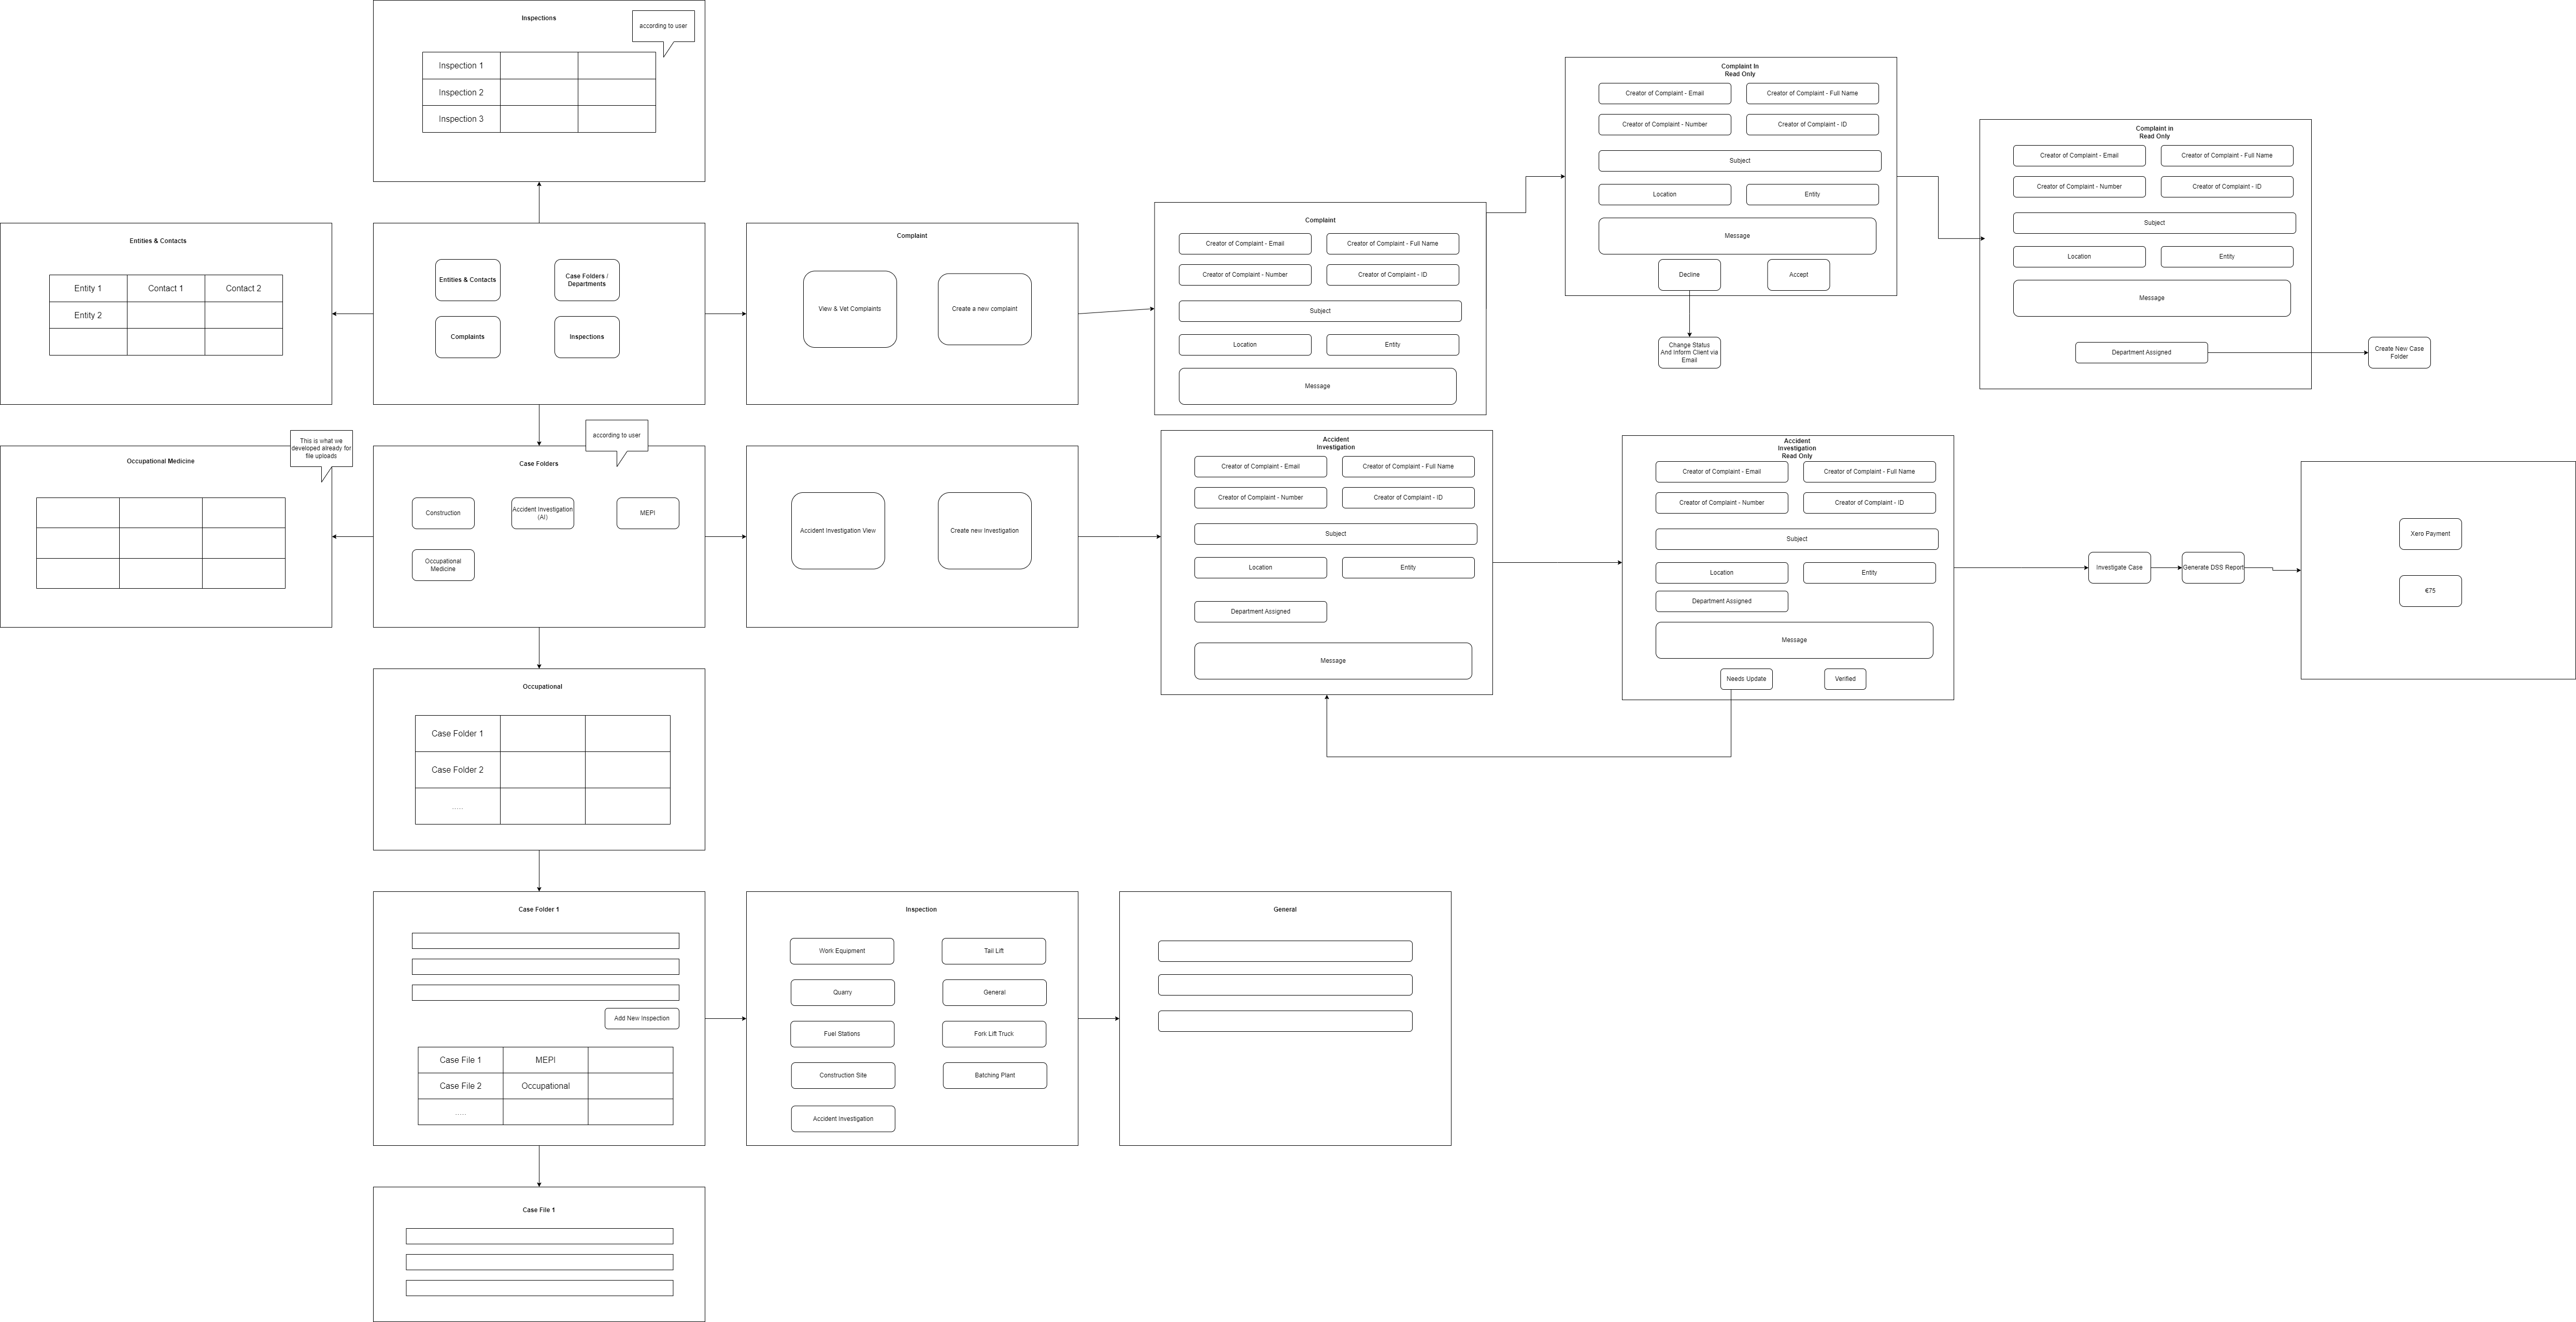 Inspections
according to user
Inspection 1
Inspection 2
Inspection 3
Entities & Contacts
Entity 1
Contact 1
Contact 2
Entity 2
Entities & Contacts
Case Folders /
Departments
Complaints
Inspections
Complaint
View & Vet Complaints
Create a new complaint
Complaint
Creator of Complaint - Email
Creator of Complaint - Full Name
Creator of Complaint - Number
Creator of Complaint - ID
Subject
Location
Entity
Message
Complaint In
Read Only
Creator of Complaint - Email
Creator of Complaint - Full Name
Creator of Complaint - Number
Creator of Complaint - ID
Subject
Location
Entity
Message
Decline
Accept
Change Status
And Inform Client via
Email
Complaint in
Read Only
Creator of Complaint - Email
Creator of Complaint - Full Name
Creator of Complaint - Number
Creator of Complaint - ID
Subject
Location
Entity
Message
Department Assigned
Create New Case
Folder
Occupational Medicine
This is what we
developed already for
file uploads
Case Folders
according to user
Construction
Accident Investigation
(AI)
MEPI
Occupational
Medicine
Accident Investigation View
Create new Investigation
Accident
Investigation
Creator of Complaint - Email
Creator of Complaint - Full Name
Creator of Complaint - Number
Creator of Complaint - ID
Subject
Location
Entity
Department Assigned
Message
Accident
Investigation
Read Only
Creator of Complaint - Email
Creator of Complaint - Full Name
Creator of Complaint - Number
Creator of Complaint - ID
Subject
Location
Entity
Department Assigned
Message
Needs Update
Verified
Investigate Case
Generate DSS Report
Xero Payment
€75
Occupational
Case Folder 1
Case Folder 2
.....
Case Folder 1
Add New Inspection
Case File 1
MEPI
Case File 2
Occupational
.....
Inspection
Work Equipment
Tail Lift
Quarry
General
Fuel Stations
Fork Lift Truck
Construction Site
Batching Plant
Accident Investigation
General
Case File 1